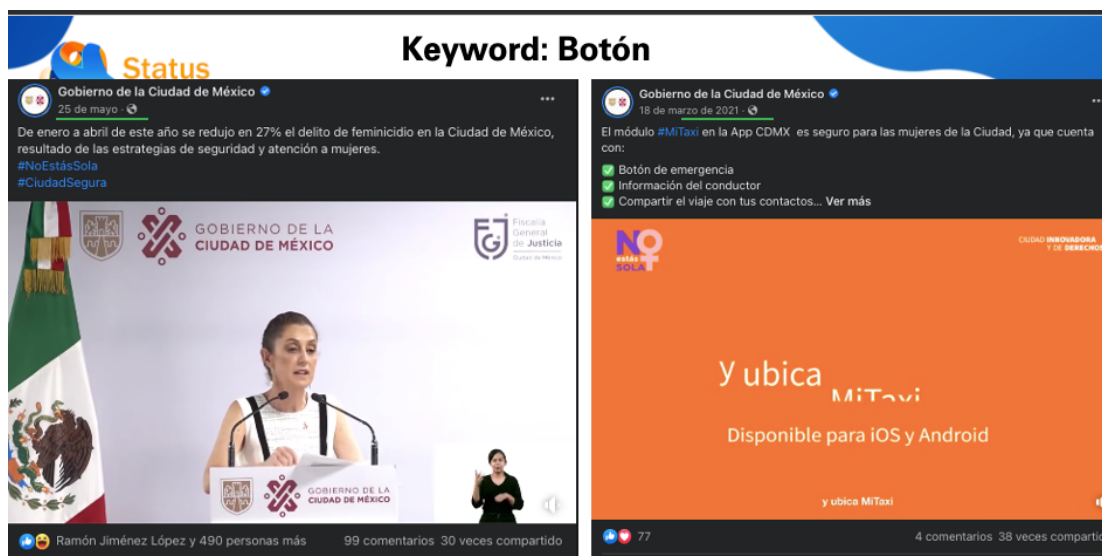 Keyword: Botón
Status
Gobierno de la Ciudad de México
25 de mayo ·
De enero a abril de este año se redujo en 27% el delito de feminicidio en la Ciudad de México,
resultado de las estrategias de seguridad y atención a mujeres.
#NoEstásSola
#CiudadSegura
GOBIERNO DE LA
CIUDAD DE MÉXICO
FGJ
Fiscalía
General
de Justicia
Ciudad de México
GOBIERNO DE LA
CIUDAD DE MÉXICO
Ramón Jiménez López y 490 personas más
99 comentarios 30 veces compartido
Gobierno de la Ciudad de México
18 de marzo de 2021 ·
El módulo #MiTaxi en la App CDMX es seguro para las mujeres de la Ciudad, ya que cuenta
con:
Botón de emergencia
Información del conductor
Compartir el viaje con tus contactos... Ver más
NO
estás
SOLA
CIUDAD INNOVADORA
Y DE DERECHOS
y ubica
MiTaxi
Disponible para iOS y Android
y ubica MiTaxi
77
4 comentarios 38 veces compartido